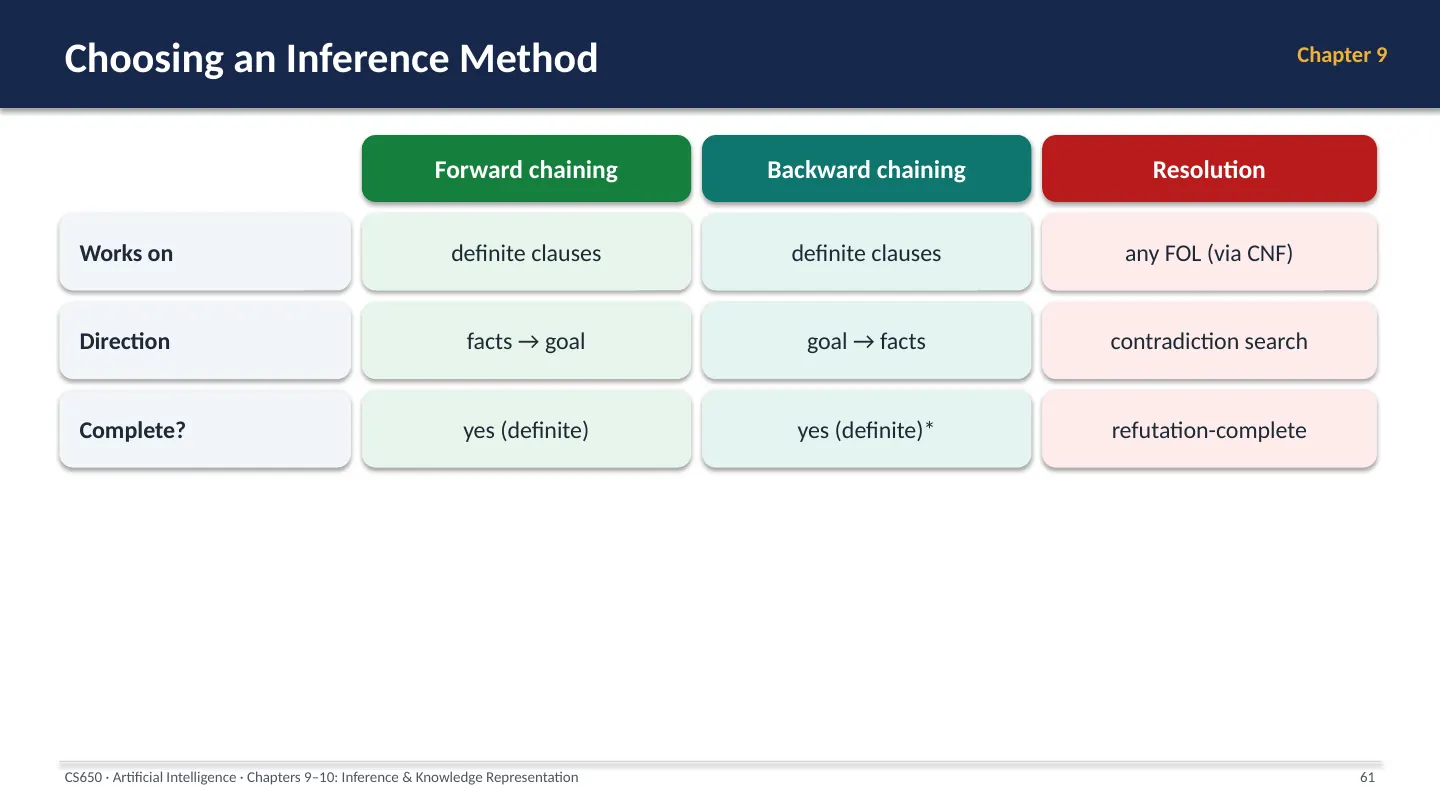 Choosing an Inference Method
Chapter 9
Forward chaining
Backward chaining
Resolution
Works on
definite clauses
definite clauses
any FOL (via CNF)
Direction
facts → goal
goal → facts
contradiction search
Complete?
yes (definite)
yes (definite)*
refutation-complete
CS650 · Artificial Intelligence · Chapters 9–10: Inference & Knowledge Representation
61